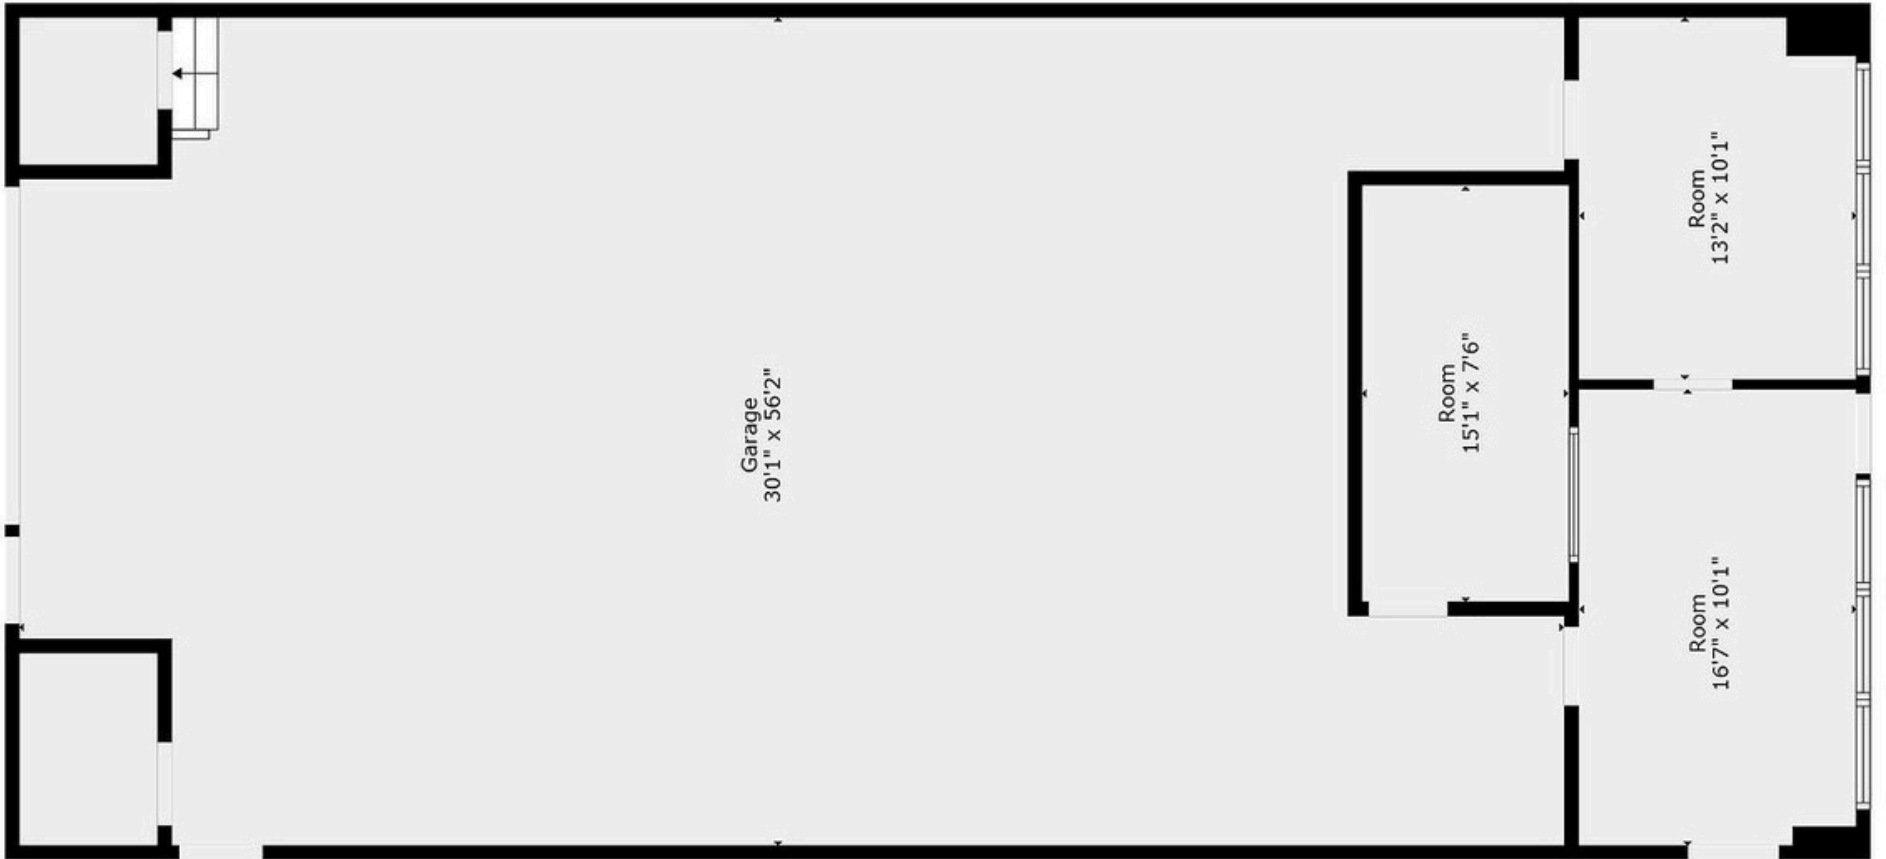 Garage
30'1" x 56'2"
Room
15'1" x 7'6"
Room
13'2" x 10'1"
Room
16'7" x 10'1"